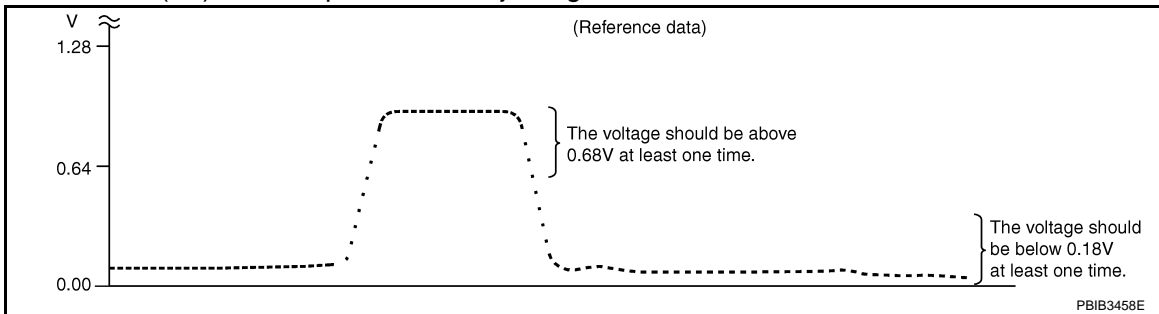 V
(Reference data)
1.28
The voltage should be above
0.68V at least one time.
0.64
The voltage should
be below 0.18V
at least one time.
0.00
PBIB3458E